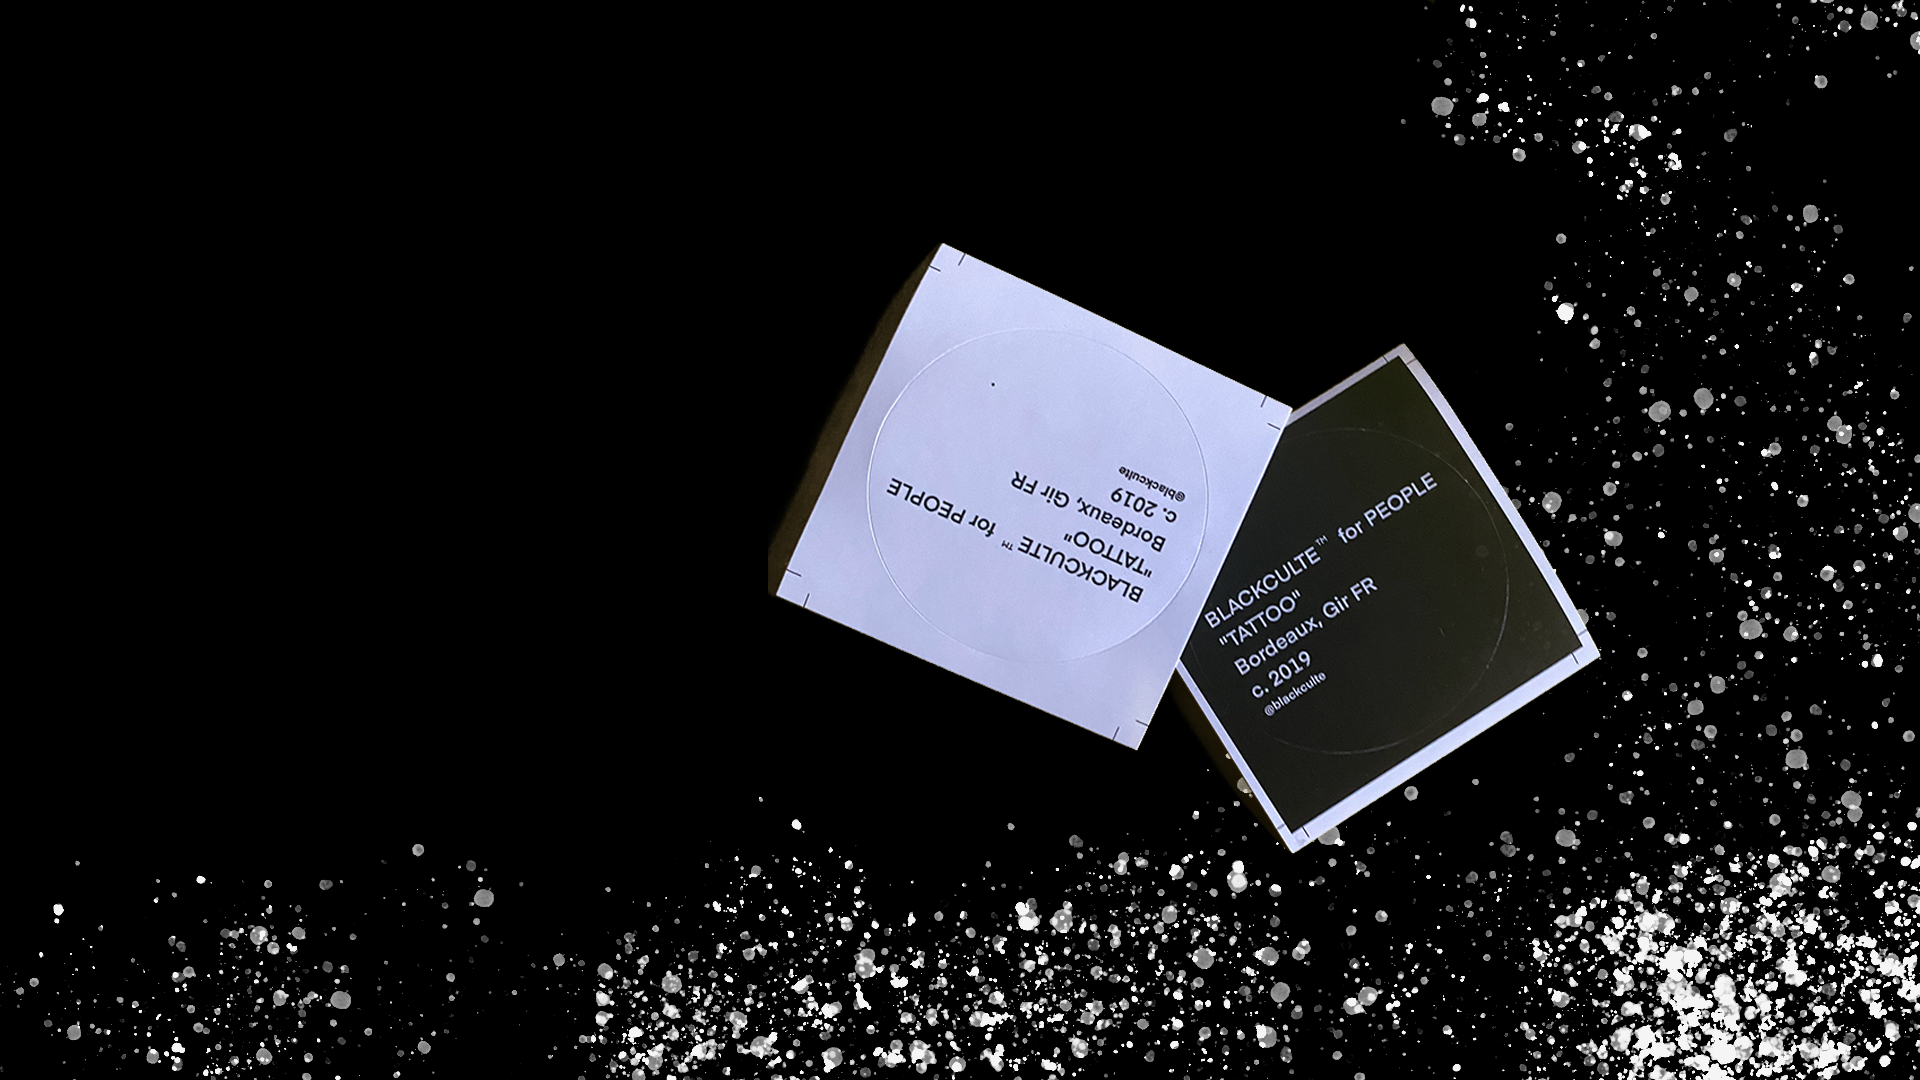 BLACKCULTE™ for PEOPLE
"TATTOO"
Bordeaux, Gir FR
c. 2019
@blackculte
BLACKCULTE™ for PEOPLE
"TATTOO"
Bordeaux, Gir FR
c. 2019
@blackculte